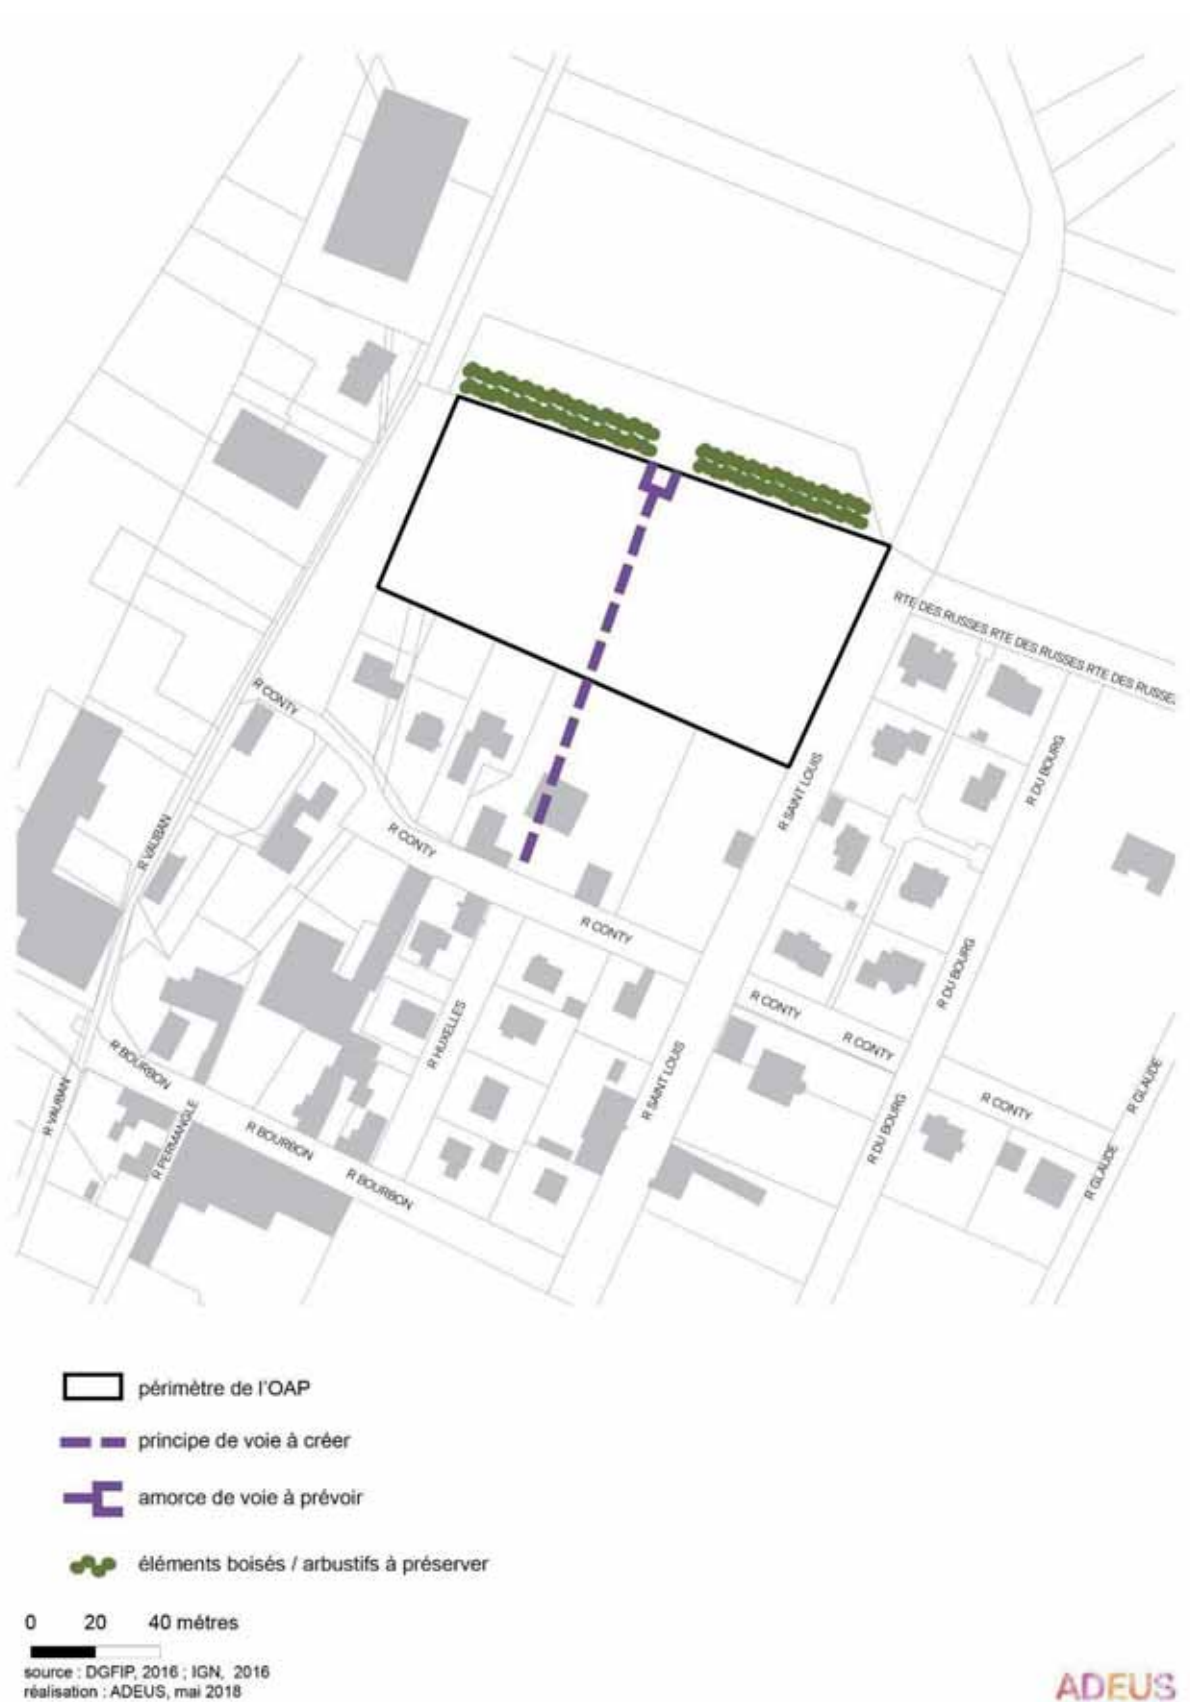 RTE DES RUSSES RTE DES RUSSES RTE DES RUSSES
R CONTY
R DU BOURG
R SAINT LOUIS
R VAUBAN
R CONTY
R CONTY
R DU BOURG
R CONTY
R HUXELLES
R CONTY
R BOURBON
R SAINT LOUIS
R GLAUDE
R VAUBAN
R CONTY
R PERMANGLE
R BOURBON
R DU BOURG
R BOURBON
R GLAUDE
périmètre de l'OAP
principe de voie à créer
amorce de voie à prévoir
éléments boisés / arbustifs à préserver
0 20 40 métres
source : DGFIP, 2016 ; IGN, 2016
réalisation : ADEUS, mai 2018
ADEUS